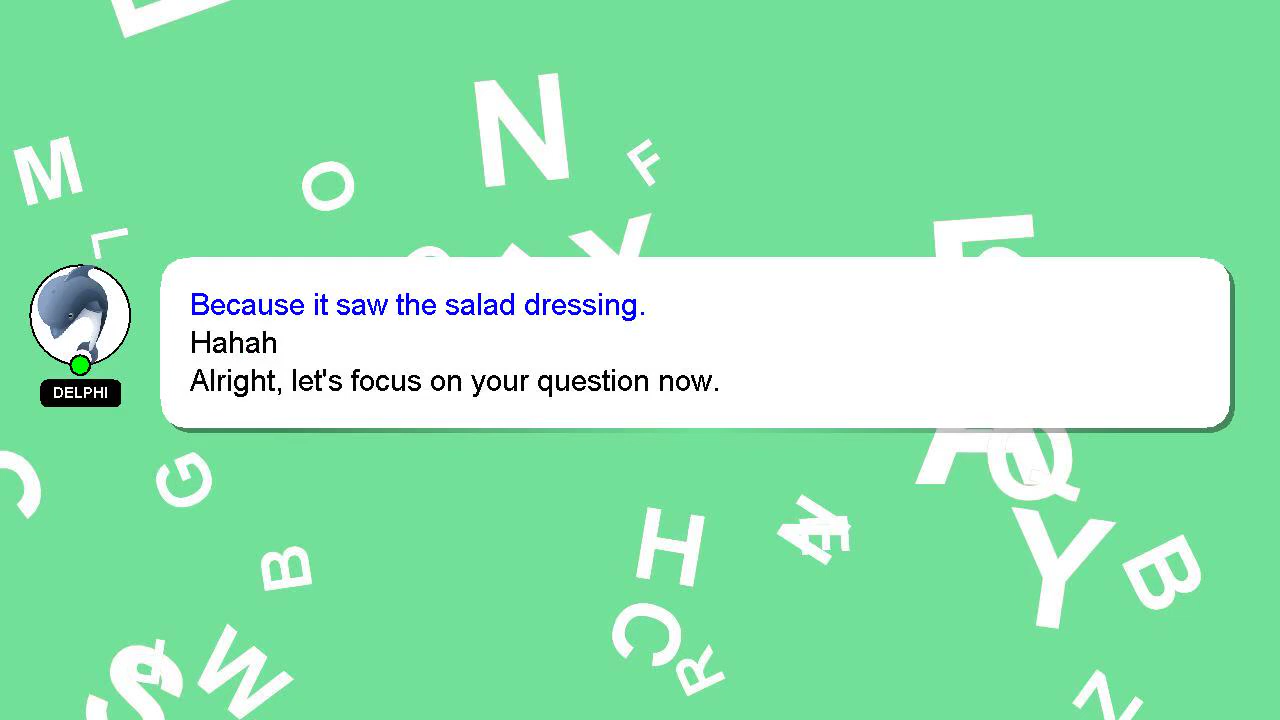 Because it saw the salad dressing.
Hahah
Alright, let's focus on your question now.
DELPHI
N
M
O
F
L
Y
A
Q
G
B
H
Y
B
C
R
W
S
N